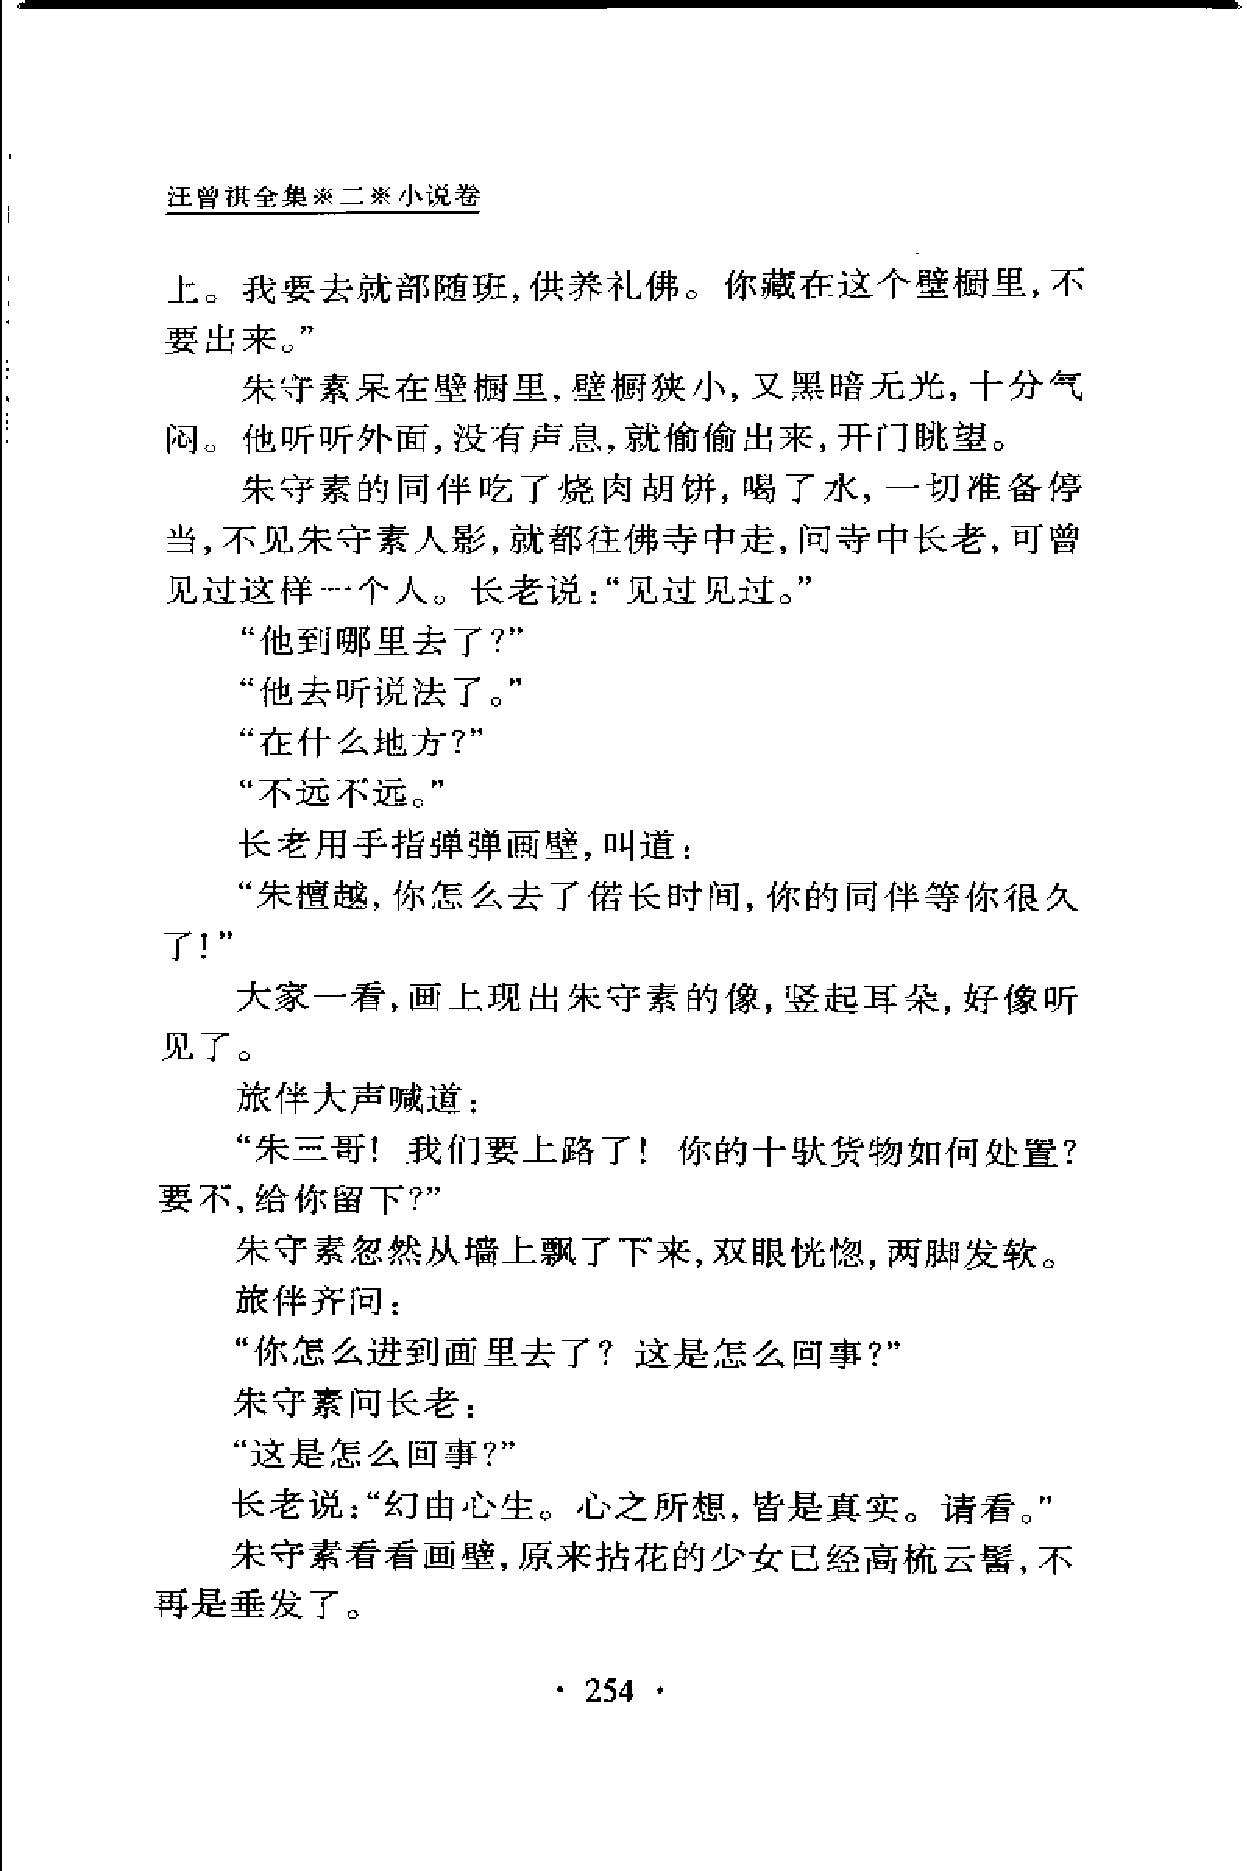 汪曾祺全集※二※小说卷
上。我要去就部随班,供养礼佛。你藏在这个壁橱里,不
要出来。”
朱守素呆在壁橱里,壁橱狭小,又黑暗无光,十分气
闷。他听听外面,没有声息,就偷偷出来,开门眺望。
朱守素的同伴吃了烧肉胡饼,喝了水,一切准备停
当,不见朱守素人影,就都往佛寺中走,问寺中长老,可曾
见过这样一个人。长老说:“见过见过。”
“他到哪里去了?”
“他去听说法了。”
“在什么地方?”
“不远不远。”
长老用手指弹弹画壁,叫道:
“朱檀越,你怎么去了偌长时间,你的同伴等你很久
了!”
大家一看,画上现出朱守素的像,竖起耳朵,好像听
见了。
旅伴大声喊道:
“朱三哥!我们要上路了!你的十驮货物如何处置?
要不,给你留下?”
朱守素忽然从墙上飘了下来,双眼恍惚,两脚发软。
旅伴齐问:
“你怎么进到画里去了?这是怎么回事?”
朱守素问长老:
“这是怎么回事?”
长老说:“幻由心生。心之所想,皆是真实。请看。”
朱守素看看画壁,原来拈花的少女已经高梳云髻,不
再是垂发了。
· 254 ·